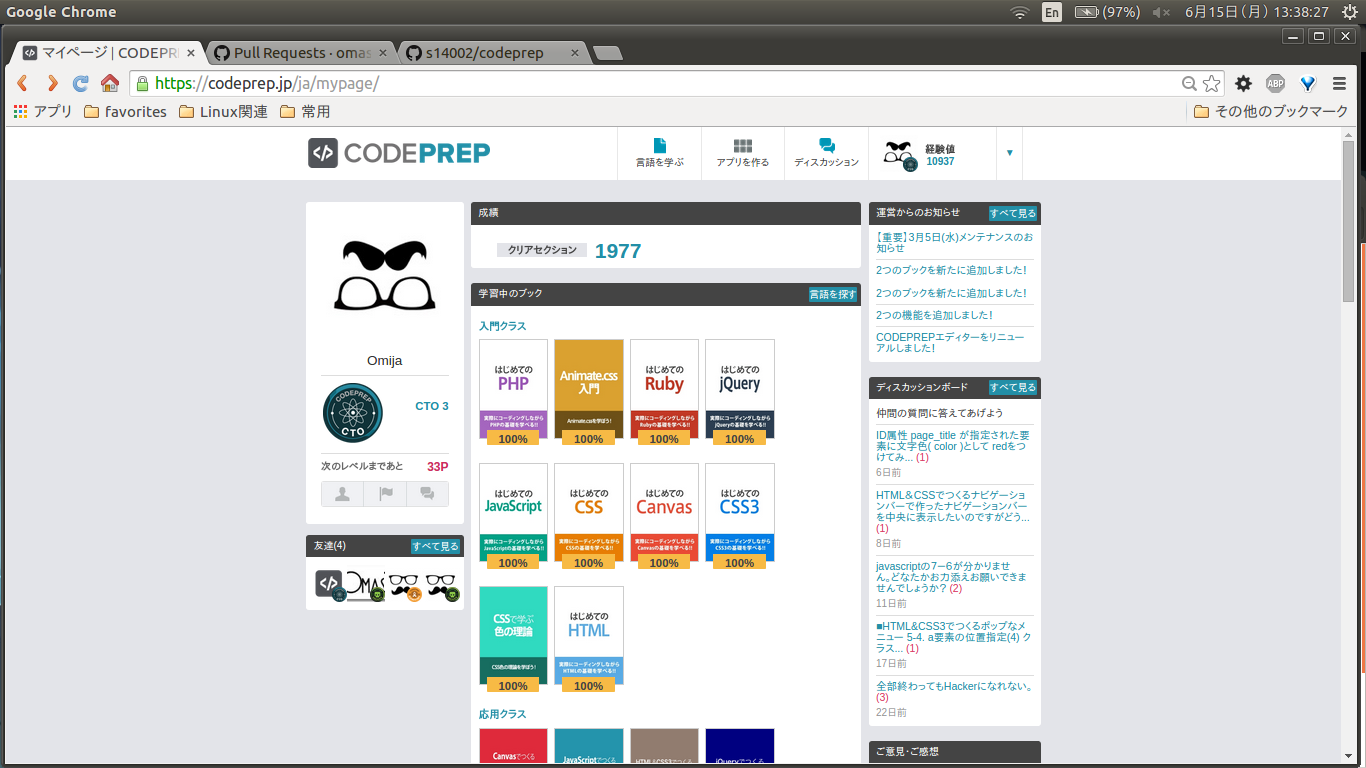 Google Chrome
En
(97%)
6月15日(月) 13:38:27
マイページ | CODEPR
Pull Requests · omas
s14002/codeprep
https://codeprep.jp/ja/mypage/
ABP
アプリ
favorites
Linux関連
常用
その他のブックマーク
CODEPREP
言語を学ぶ
アプリを作る
ディスカッション
経験値
10937
Omija
CODEPREP
CTO
CTO 3
次のレベルまであと
33P
友達(4)
すべて見る
成績
クリアセクション
1977
学習中のブック
言語を探す
入門クラス
はじめての
PHP
実際にコーディングしながら
PHPの基礎を学べる!!
100%
Animate.css
入門
Animate.cssを学ぼう!
100%
はじめての
Ruby
実際にコーディングしながら
Rubyの基礎を学べる!!
100%
はじめての
jQuery
実際にコーディングしながら
jQueryの基礎を学べる!!
100%
はじめての
JavaScript
実際にコーディングしながら
JavaScriptの基礎を学べる!!
100%
はじめての
CSS
実際にコーディングしながら
CSSの基礎を学べる!!
100%
はじめての
Canvas
実際にコーディングしながら
Canvasの基礎を学べる!!
100%
はじめての
CSS3
実際にコーディングしながら
CSS3の基礎を学べる!!
100%
CSSで学ぶ
色の理論
CSS色の理論を学ぼう!
100%
はじめての
HTML
実際にコーディングしながら
HTMLの基礎を学べる!!
100%
応用クラス
Canvasでつくる
JavaScriptでつくる
HTML&CSS3でつくる
jQueryでつくる
運営からのお知らせ
すべて見る
【重要】3月5日(水)メンテナンスのお
知らせ
2つのブックを新たに追加しました!
2つのブックを新たに追加しました!
2つの機能を追加しました!
CODEPREPエディターをリニュー
アルしました!
ディスカッションボード
すべて見る
仲間の質問に答えてあげよう
ID属性 page_title が指定された要
素に文字色( color )として redをつ
けてみ... (1)
6日前
HTML&CSSでつくるナビゲーショ
ンバーで作ったナビゲーションバー
を中央に表示したいのですがどう...
(1)
8日前
javascriptの7−6が分かりませ
ん。どなたかお力添えお願いできま
せんでしょうか? (2)
11日前
■HTML&CSS3でつくるポップなメ
ニュー 5-4. a要素の位置指定(4) ク
ラス... (1)
17日前
全部終わってもHackerになれない。
(3)
22日前
ご意見・ご感想